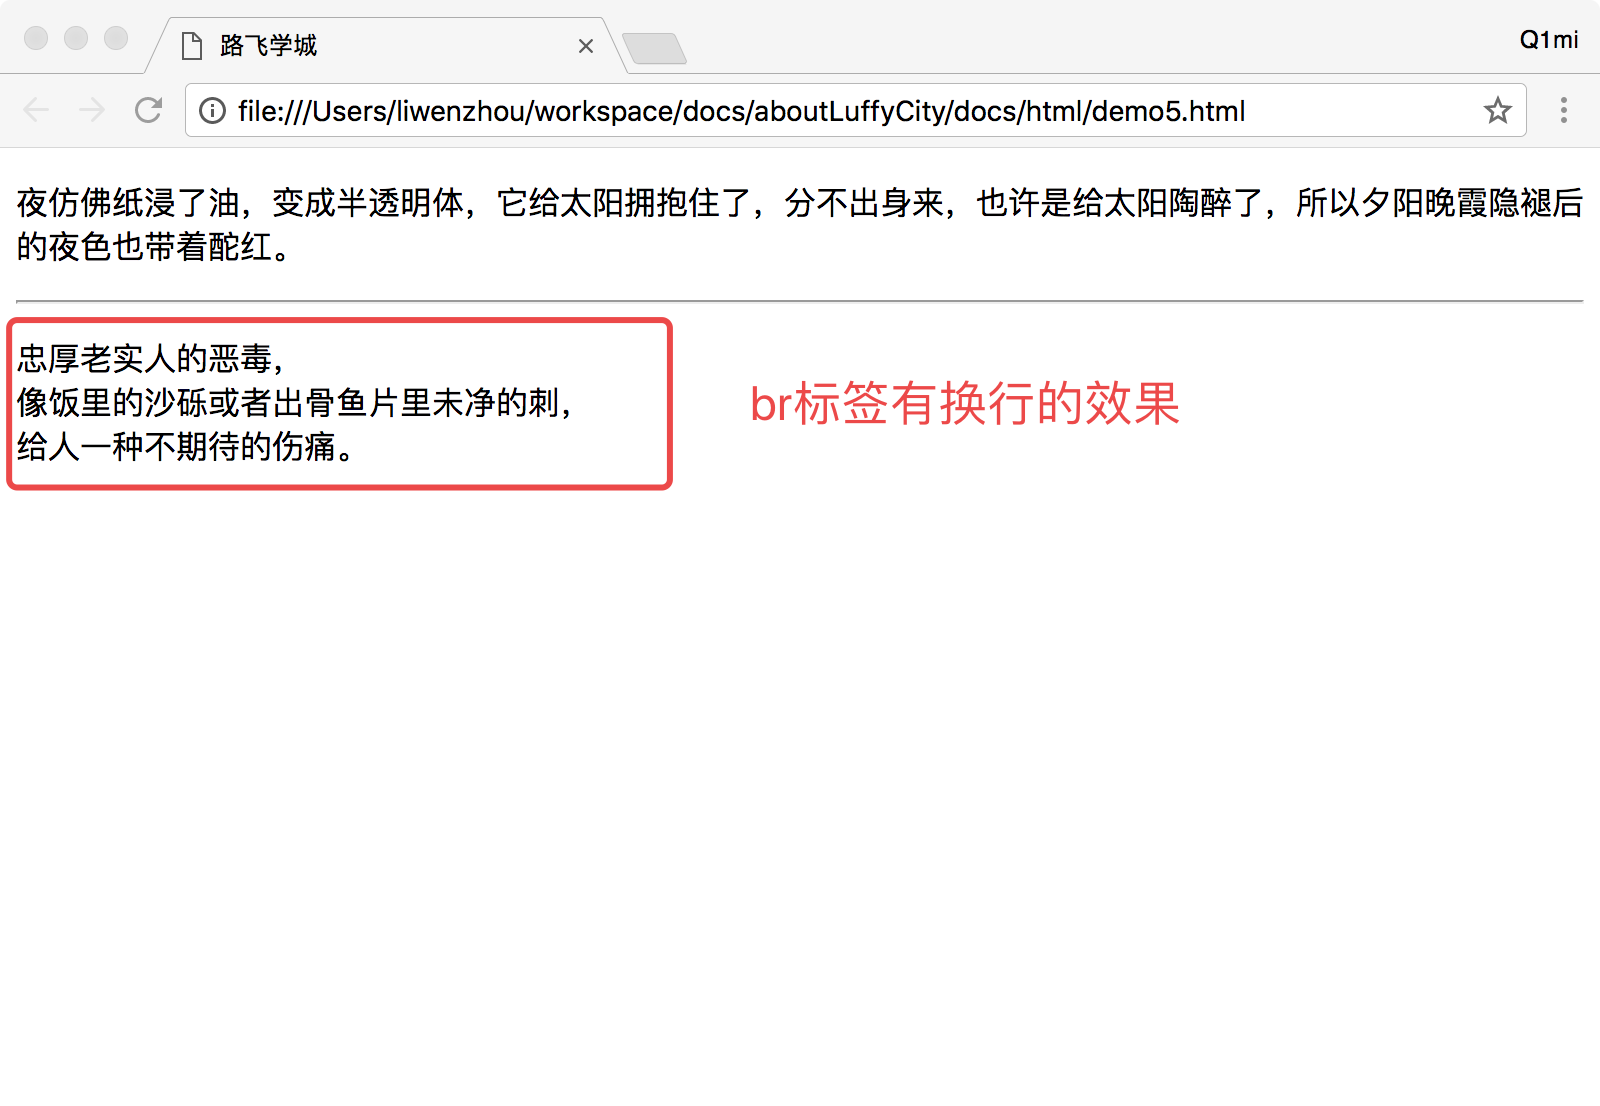 路飞学城
Q1mi
file:///Users/liwenzhou/workspace/docs/aboutLuffyCity/docs/html/demo5.html
夜仿佛纸浸了油，变成半透明体，它给太阳拥抱住了，分不出身来，也许是给太阳陶醉了，所以夕阳晚霞隐褪后
的夜色也带着酡红。
忠厚老实人的恶毒，
像饭里的沙砾或者出骨鱼片里未净的刺，
给人一种不期待的伤痛。
br标签有换行的效果